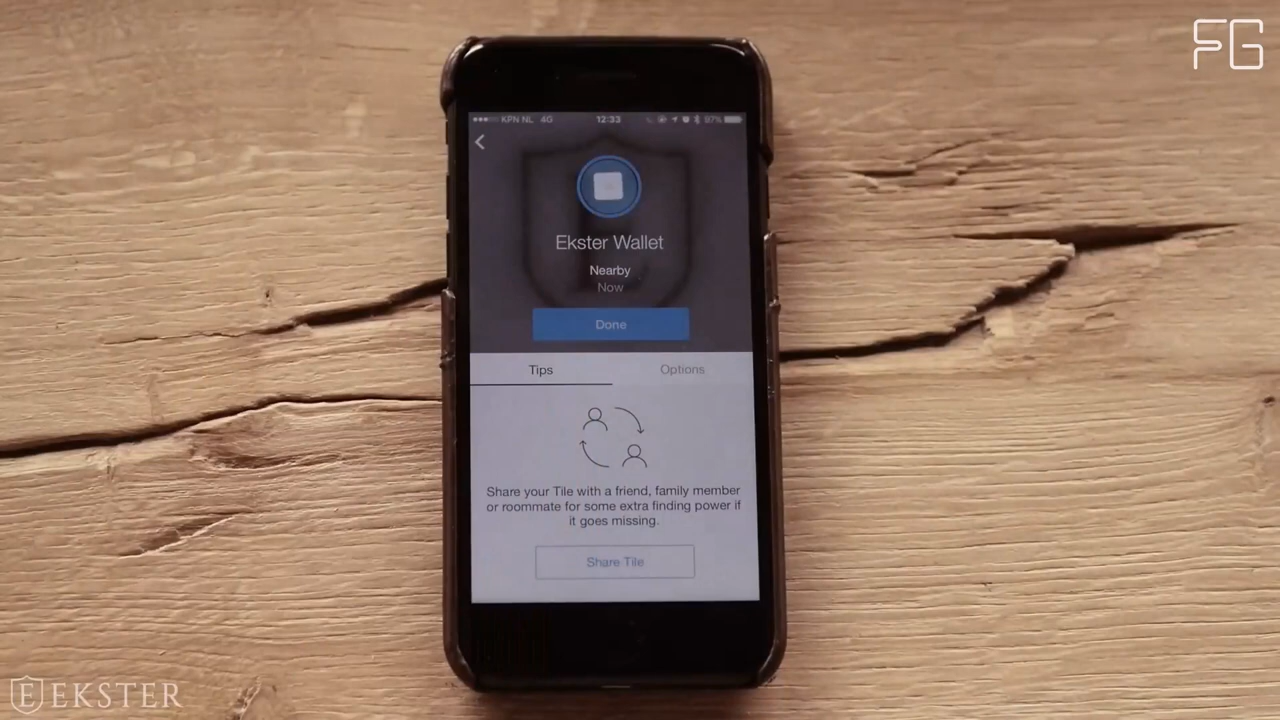 FG
KPN NL 4G 12:33 97%
Ekster Wallet
Nearby
Now
Done
Tips Options
Share your Tile with a friend, family member
or roommate for some extra finding power if
it goes missing.
Share Tile
E EKSTER